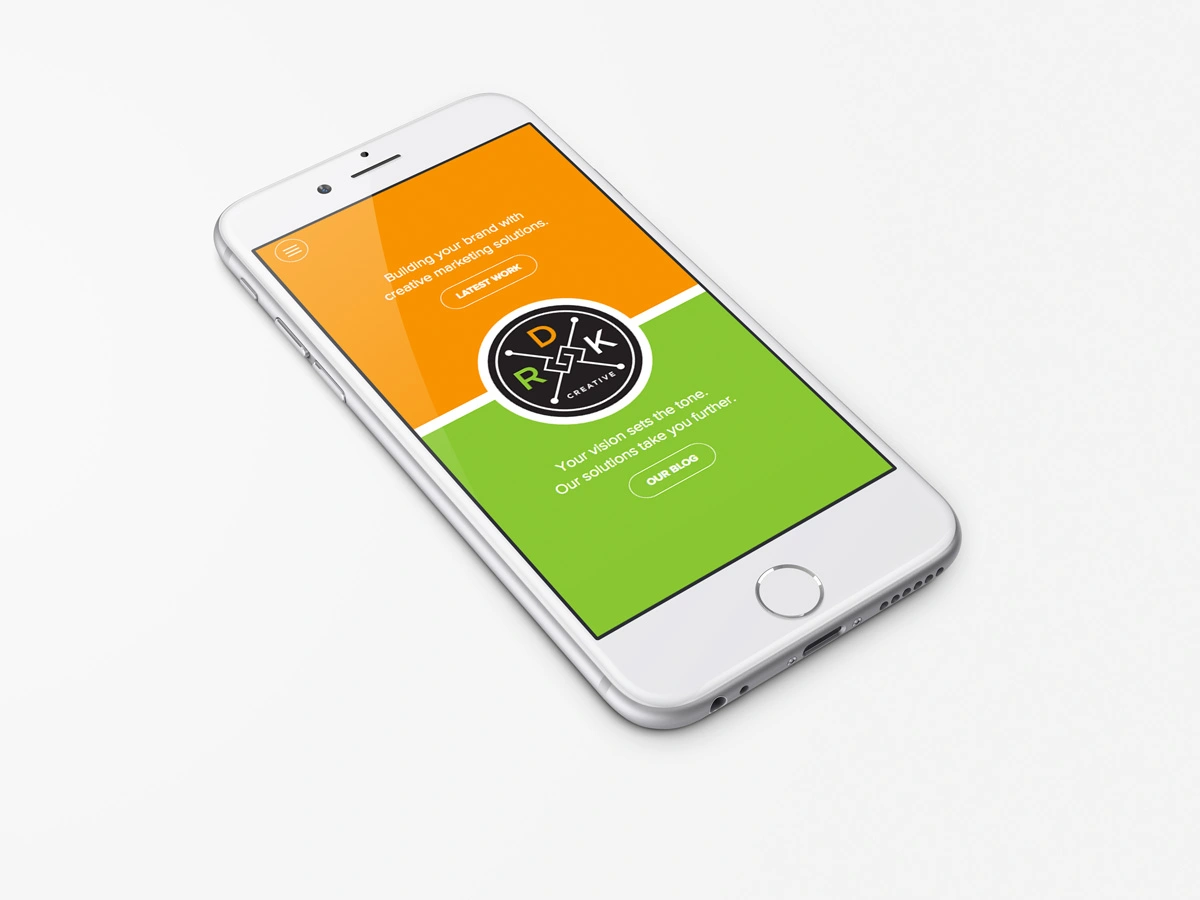 Building your brand with
creative marketing solutions.
LATEST WORK
D
R K
CREATIVE
Your vision sets the tone.
Our solutions take you further.
OUR BLOG